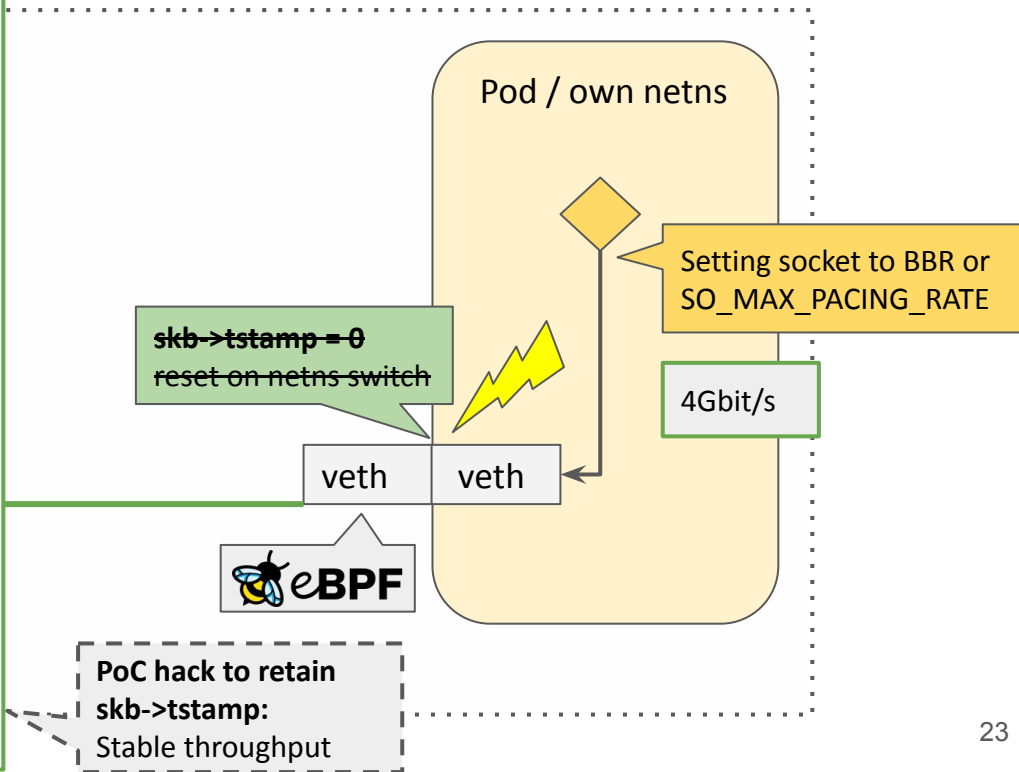 Pod / own netns
Setting socket to BBR or
SO_MAX_PACING_RATE
skb->tstamp = 0
reset on netns switch
4Gbit/s
veth
veth
eBPF
PoC hack to retain
skb->tstamp:
Stable throughput
23